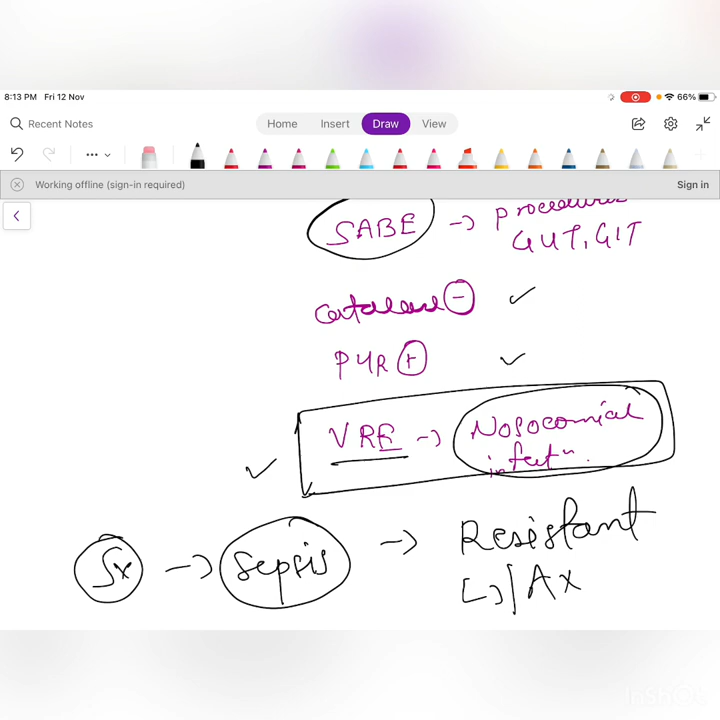 8:13 PM Fri 12 Nov 66%
Recent Notes Home Insert Draw View
Working offline (sign-in required) Sign in
SABE → procedures
GUT, GIT
Catalase ⊖ ✓
PYR ⊕ ✓
VRE → Nosocomial
infectⁿ.
✓
Sx → Sepsis → Resistant
[-]/Ax
InShot